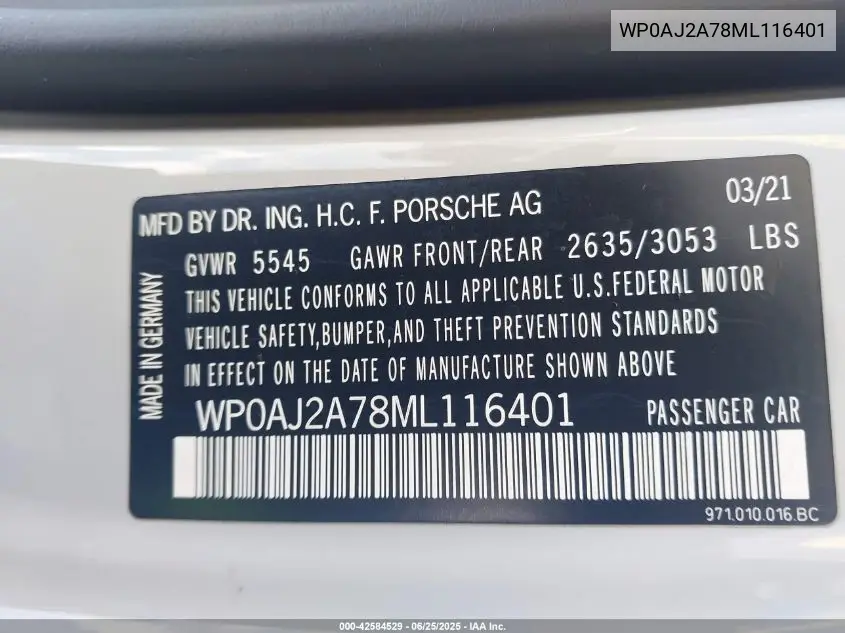 WP0AJ2A78ML116401
MFD BY DR. ING. H.C. F. PORSCHE AG 03/21
GVWR 5545 GAWR FRONT/REAR 2635/3053 LBS
THIS VEHICLE CONFORMS TO ALL APPLICABLE U.S.FEDERAL MOTOR
VEHICLE SAFETY,BUMPER,AND THEFT PREVENTION STANDARDS
IN EFFECT ON THE DATE OF MANUFACTURE SHOWN ABOVE
MADE IN GERMANY
WP0AJ2A78ML116401 PASSENGER CAR
971.010.016.BC
000-42584529 - 06/25/2025 - IAA Inc.